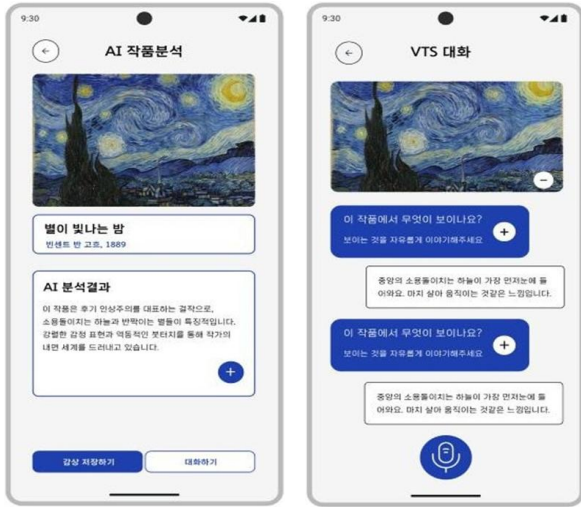 9:30
AI 작품분석
별이 빛나는 밤
빈센트 반 고흐, 1889
AI 분석결과
이 작품은 후기 인상주의를 대표하는 걸작으로,
소용돌이치는 하늘과 반짝이는 별들이 특징적입니다.
강렬한 감정 표현과 역동적인 붓터치를 통해 작가의
내면 세계를 드러내고 있습니다.
감상 저장하기
대화하기
9:30
VTS 대화
이 작품에서 무엇이 보이나요?
보이는 것을 자유롭게 이야기해주세요
중앙의 소용돌이치는 하늘이 가장 먼저눈에 들
어와요. 마치 살아 움직이는 것같은 느낌입니다.
이 작품에서 무엇이 보이나요?
보이는 것을 자유롭게 이야기해주세요
중앙의 소용돌이치는 하늘이 가장 먼저눈에 들
어와요. 마치 살아 움직이는 것같은 느낌입니다.